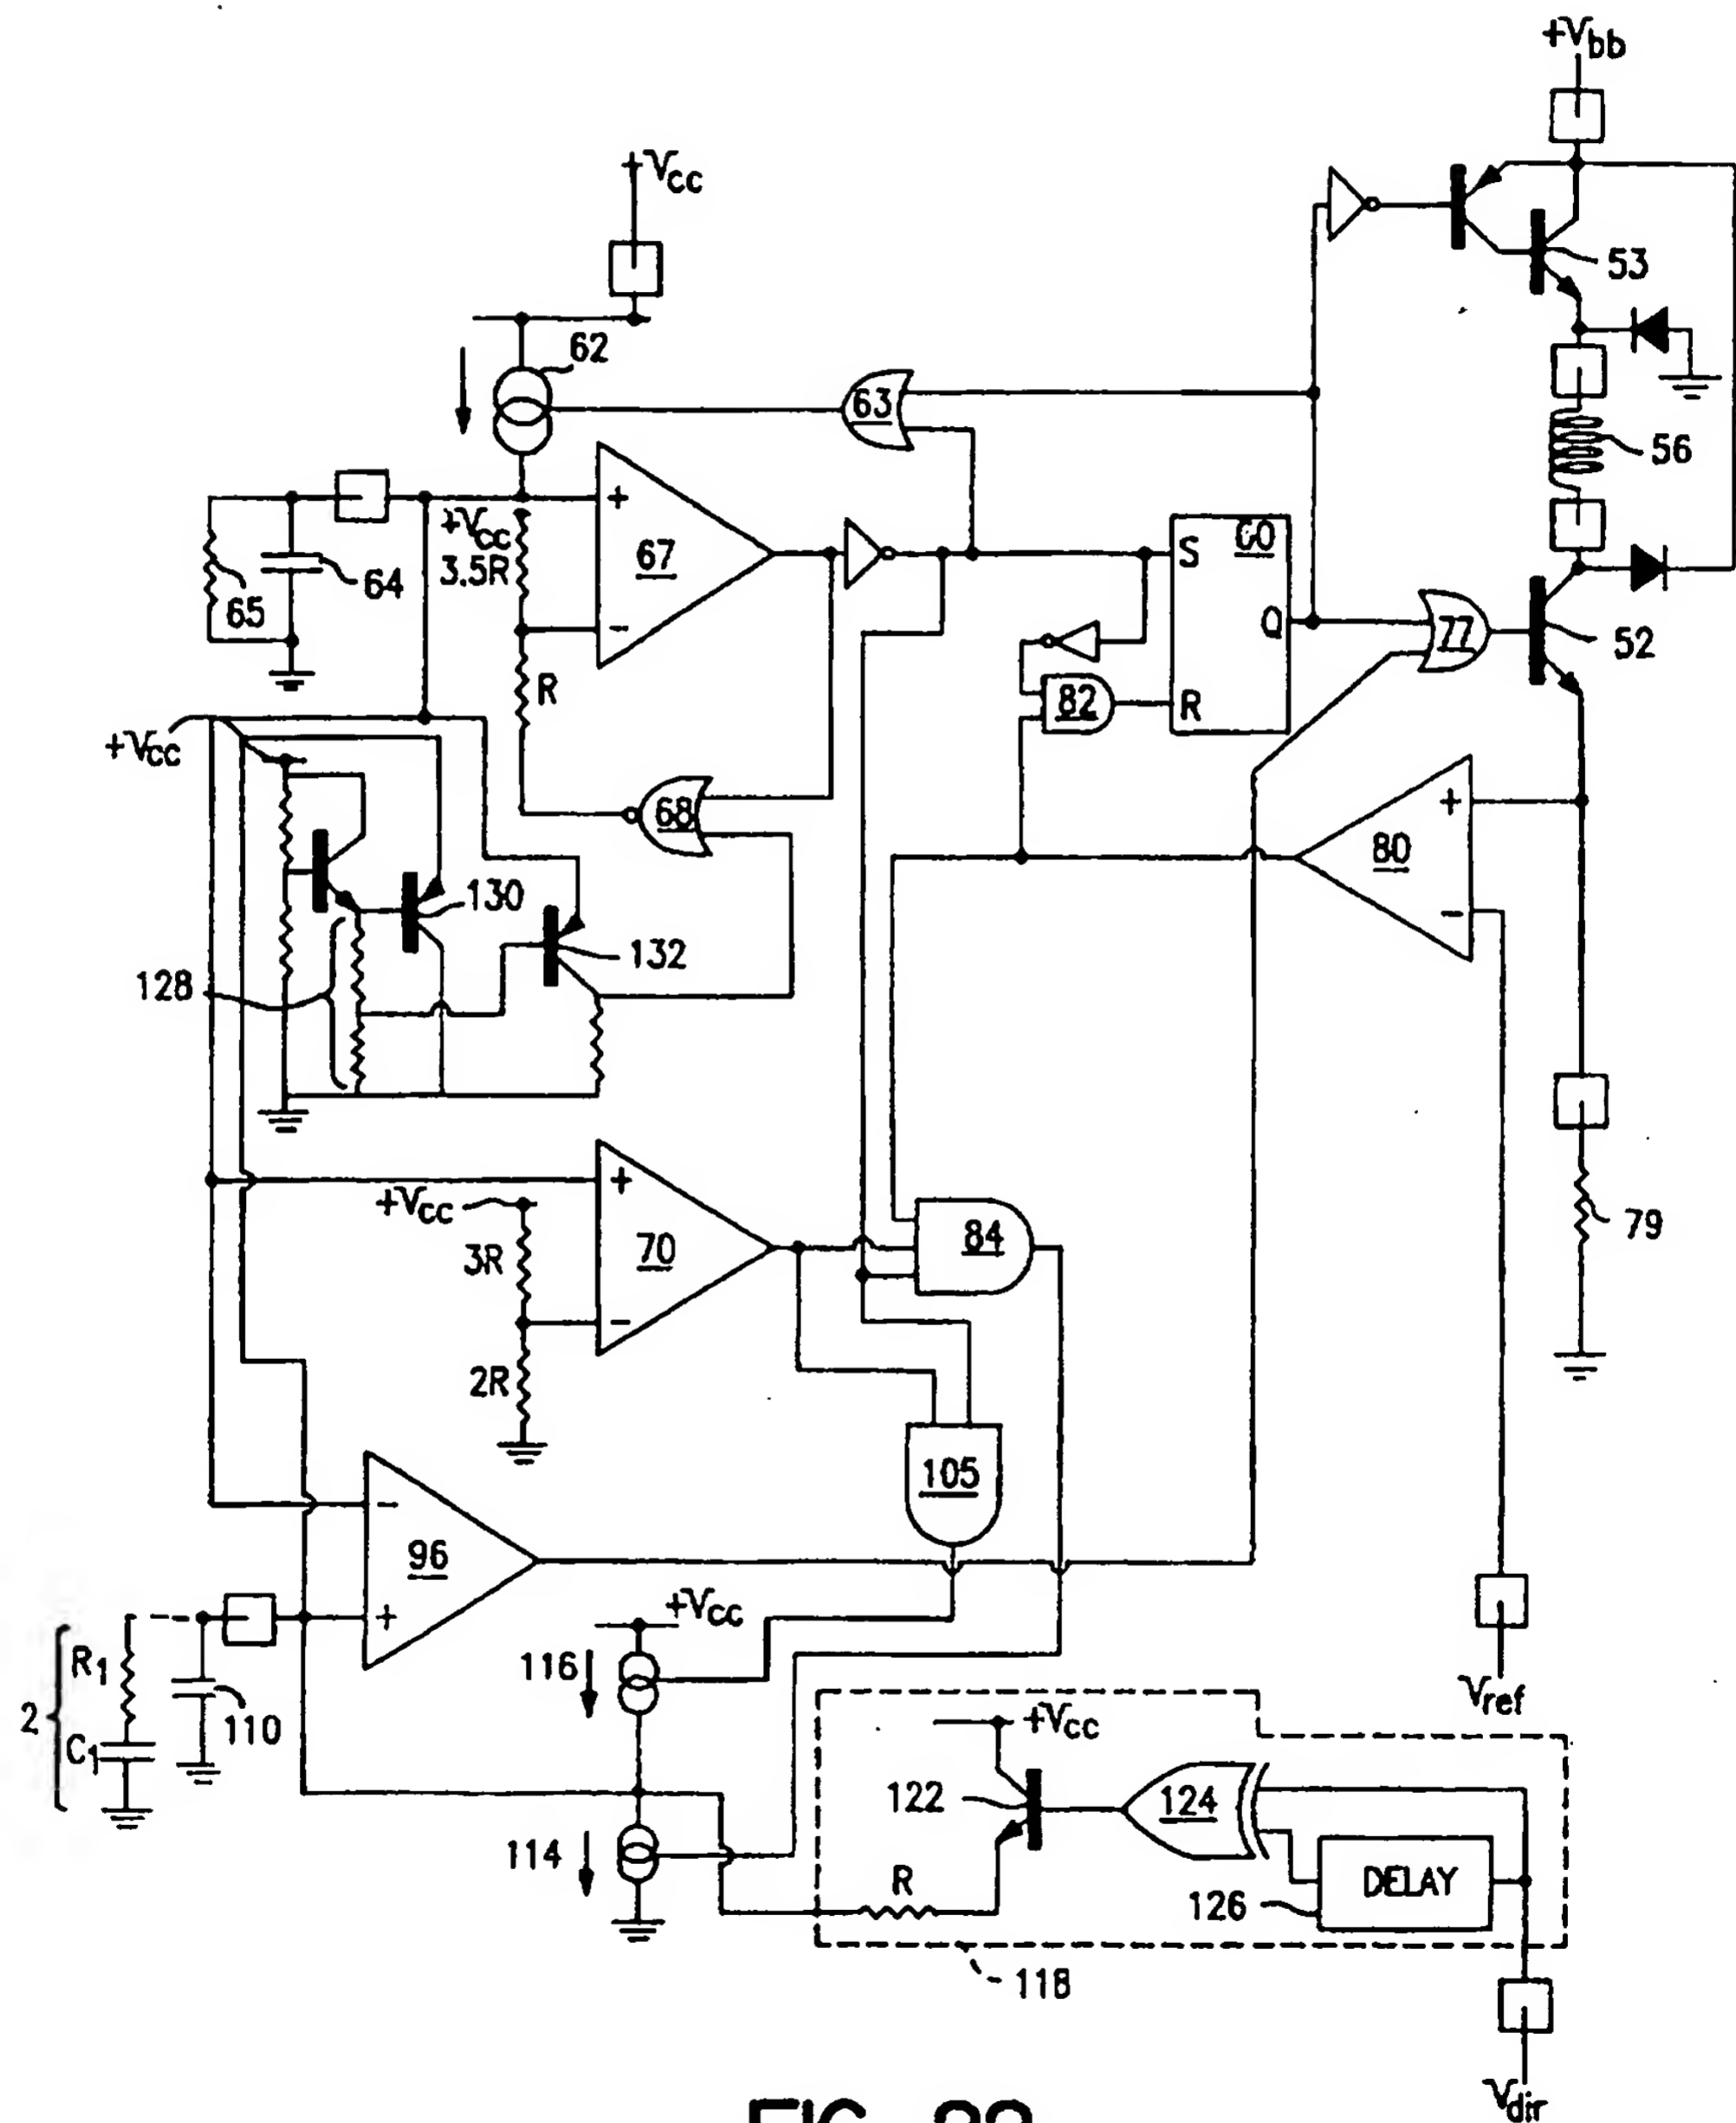 +Vbb
+Vcc
53
62
63
56
+Vcc
3.5R
+
67
S
60
64
65
-
Q
77
52
R
82
R
+Vcc
68
+
80
130
-
132
128
+
+Vcc
84
79
3R
70
-
2R
105
-
96
+Vcc
+
R1
116
Vref
2
110
+Vcc
C1
122
124
114
R
DELAY
126
118
Vdir